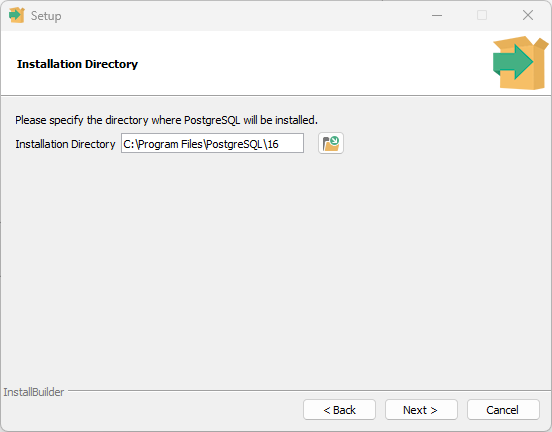 Setup
Installation Directory
Please specify the directory where PostgreSQL will be installed.
Installation Directory C:\Program Files\PostgreSQL\16
InstallBuilder
< Back Next > Cancel